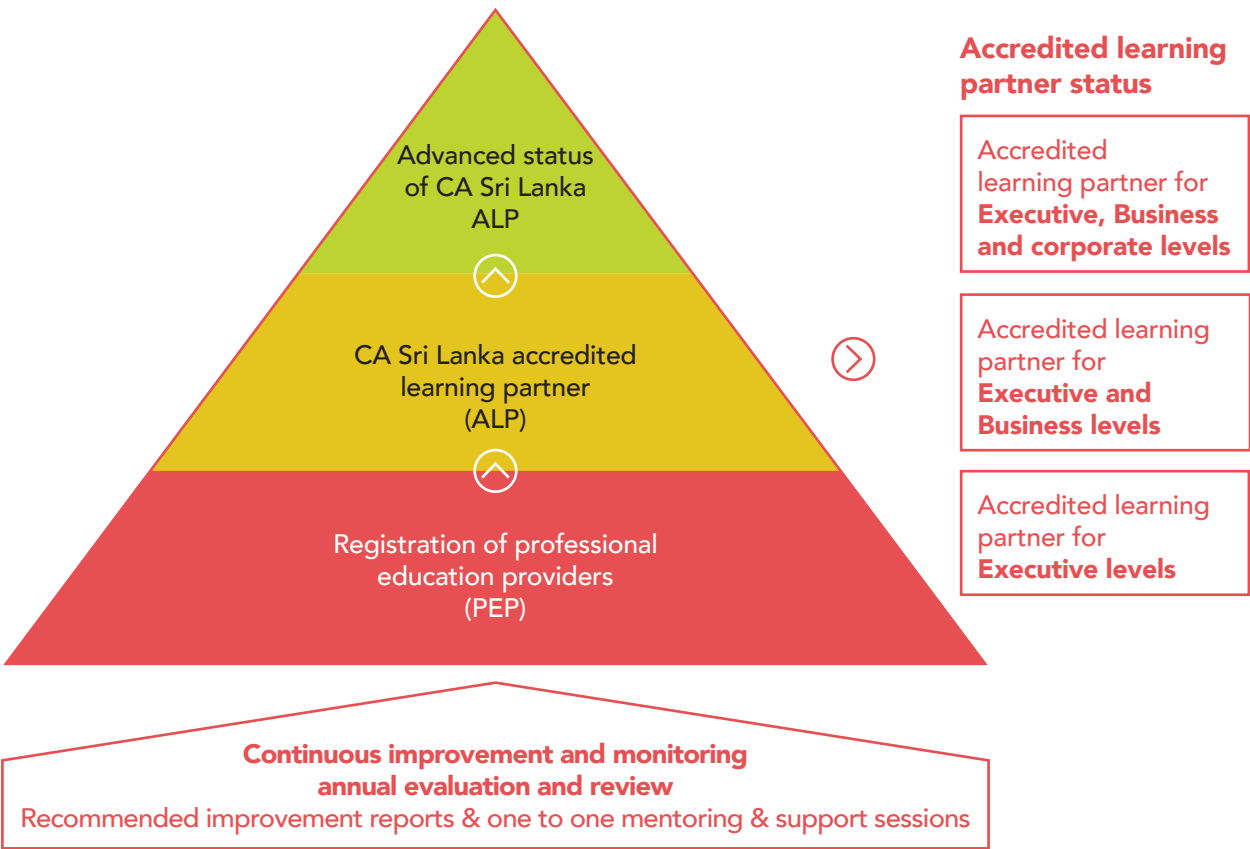 Advanced status
of CA Sri Lanka
ALP
CA Sri Lanka accredited
learning partner
(ALP)
Registration of professional
education providers
(PEP)
Accredited learning
partner status
Accredited
learning partner for
Executive, Business
and corporate levels
Accredited learning
partner for
Executive and
Business levels
Accredited learning
partner for
Executive levels
Continuous improvement and monitoring
annual evaluation and review
Recommended improvement reports & one to one mentoring & support sessions